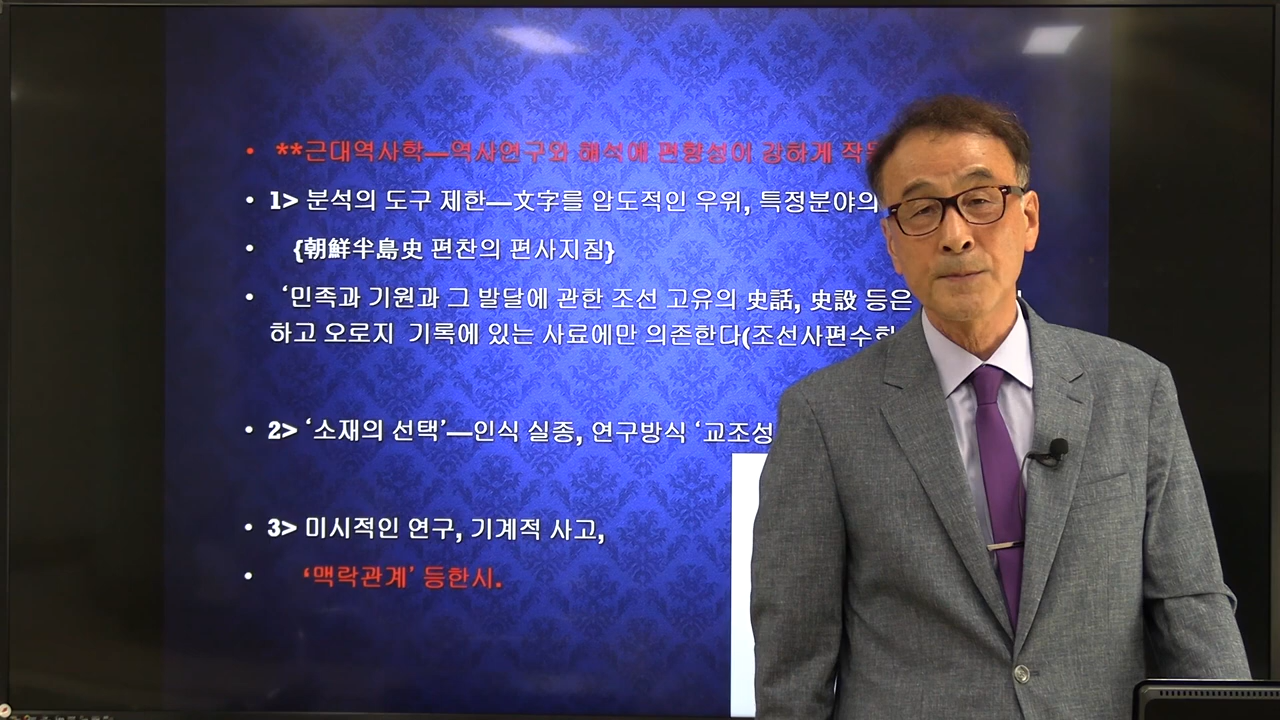 • **근대역사학—역사연구와 해석에 편향성이 강하게
• 1> 분석의 도구 제한—文字를 압도적인 우위, 특정분야의
• {朝鮮半島史 편찬의 편사지침}
• ‘민족과 기원과 그 발달에 관한 조선 고유의 史話, 史設 등은
하고 오로지 기록에 있는 사료에만 의존한다(조선사편수회
• 2> ‘소재의 선택’—인식 실종, 연구방식 ‘교조성
• 3> 미시적인 연구, 기계적 사고,
• ‘맥락관계’ 등한시.